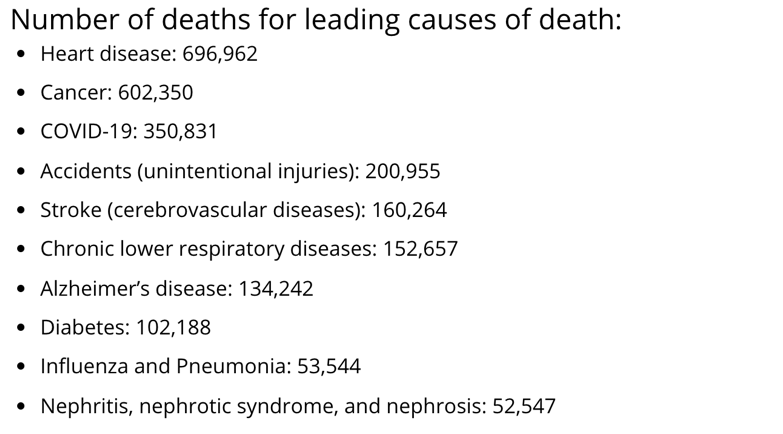 Number of deaths for leading causes of death:
• Heart disease: 696,962
• Cancer: 602,350
• COVID-19: 350,831
• Accidents (unintentional injuries): 200,955
• Stroke (cerebrovascular diseases): 160,264
• Chronic lower respiratory diseases: 152,657
• Alzheimer’s disease: 134,242
• Diabetes: 102,188
• Influenza and Pneumonia: 53,544
• Nephritis, nephrotic syndrome, and nephrosis: 52,547